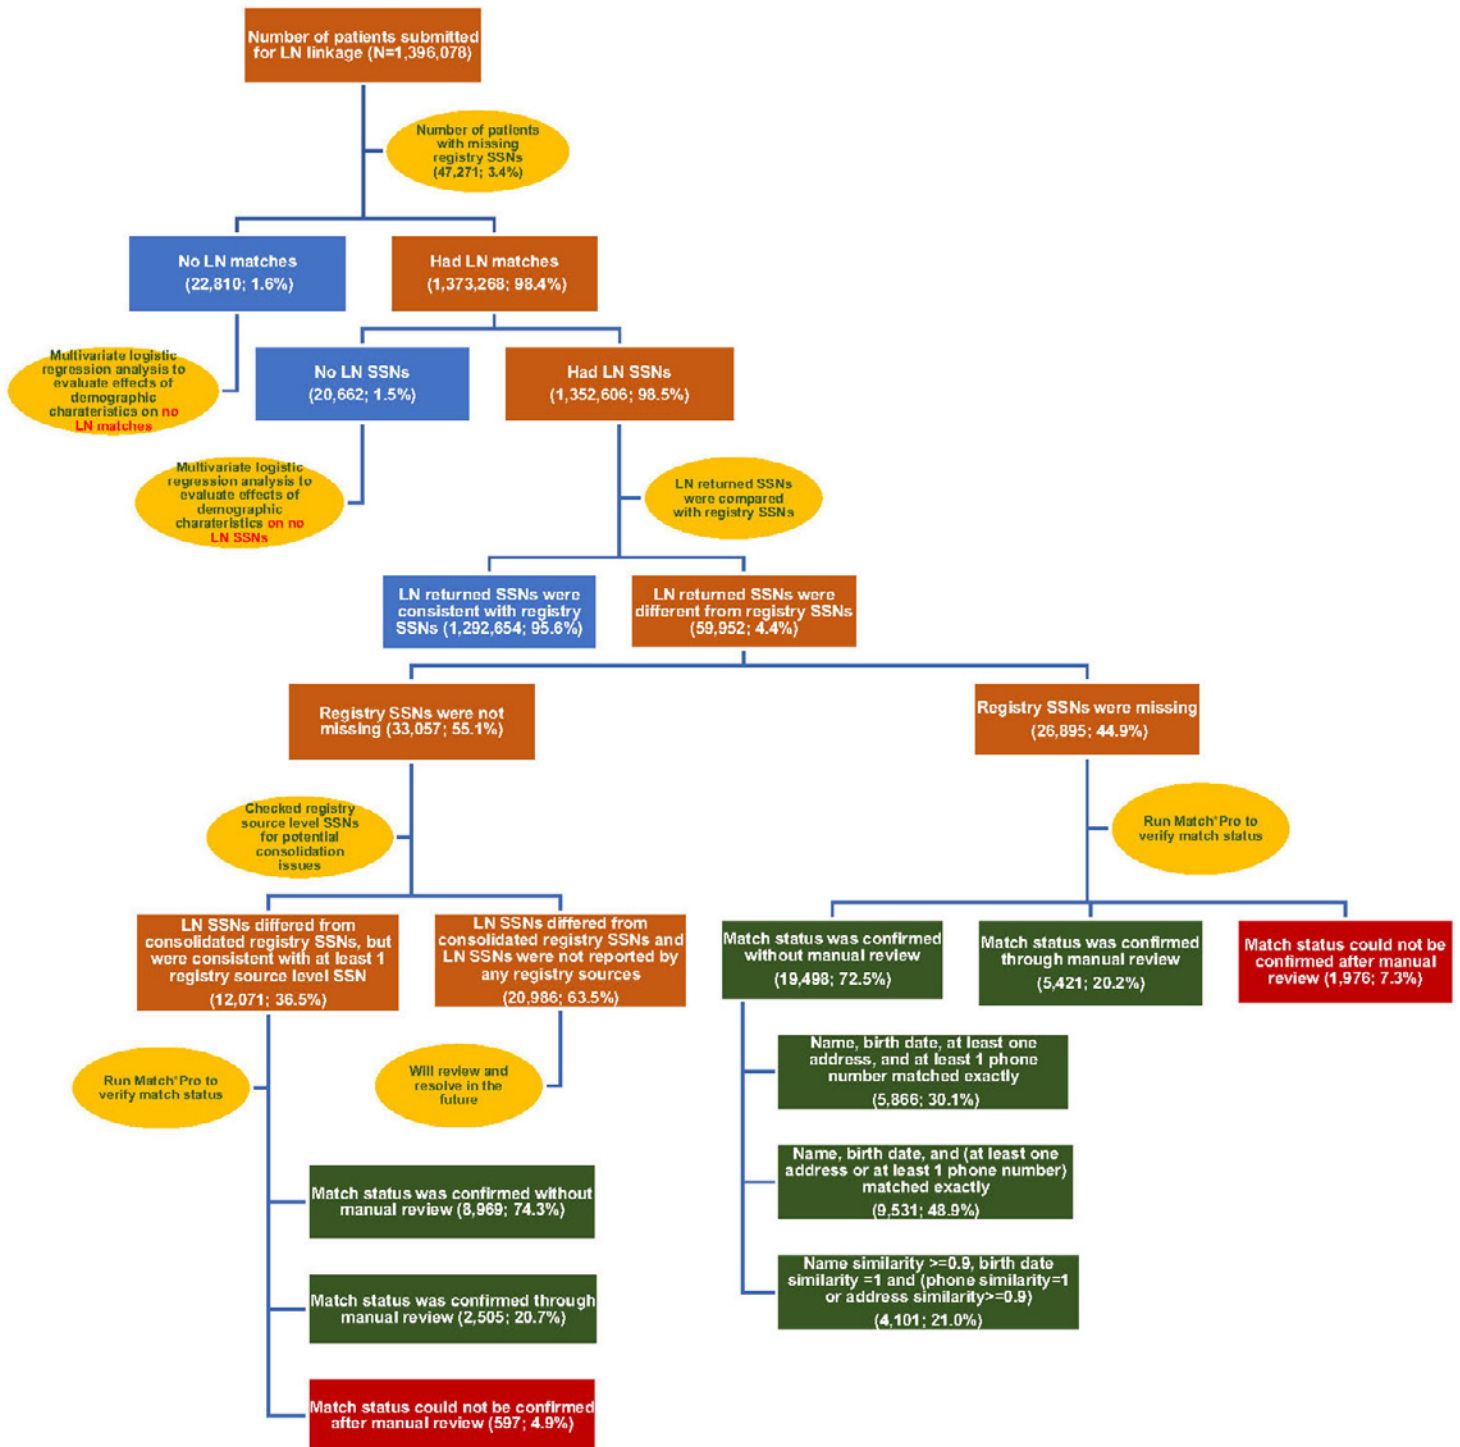 Number of patients submitted
for LN linkage (N=1,396,078)
Number of patients
with missing
registry SSNs
(47,271; 3.4%)
No LN matches
(22,810; 1.6%)
Had LN matches
(1,373,268; 98.4%)
Multivariate logistic
regression analysis to
evaluate effects of
demographic
charateristics on no
LN matches
No LN SSNs
(20,662; 1.5%)
Had LN SSNs
(1,352,606; 98.5%)
Multivariate logistic
regression analysis to
evaluate effects of
demographic
charateristics on no
LN SSNs
LN returned SSNs
were compared
with registry SSNs
LN returned SSNs were
consistent with registry
SSNs (1,292,654; 95.6%)
LN returned SSNs were
different from registry SSNs
(59,952; 4.4%)
Registry SSNs were not
missing (33,057; 55.1%)
Registry SSNs were missing
(26,895; 44.9%)
Checked registry
source level SSNs
for potential
consolidation
issues
Run Match*Pro to
verify match status
LN SSNs differed from
consolidated registry SSNs, but
were consistent with at least 1
registry source level SSN
(12,071; 36.5%)
LN SSNs differed from
consolidated registry SSNs and
LN SSNs were not reported by
any registry sources
(20,986; 63.5%)
Match status was confirmed
without manual review
(19,498; 72.5%)
Match status was confirmed
through manual review
(5,421; 20.2%)
Match status could not be
confirmed after manual
review (1,976; 7.3%)
Run Match*Pro to
verify match status
Will review and
resolve in the
future
Name, birth date, at least one
address, and at least 1 phone
number matched exactly
(5,866; 30.1%)
Name, birth date, and (at least one
address or at least 1 phone number)
matched exactly
(9,531; 48.9%)
Name similarity >=0.9, birth date
similarity =1 and (phone similarity=1
or address similarity>=0.9)
(4,101; 21.0%)
Match status was confirmed without
manual review (8,969; 74.3%)
Match status was confirmed through
manual review (2,505; 20.7%)
Match status could not be confirmed
after manual review (597; 4.9%)